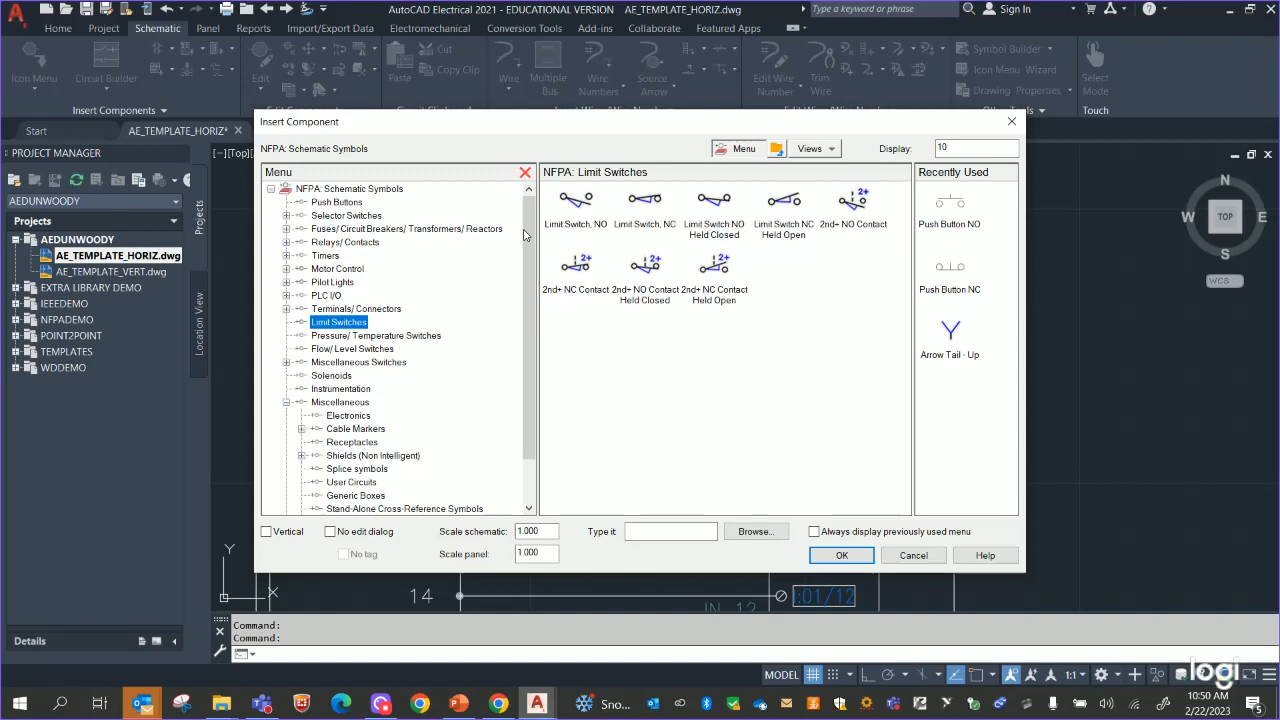 AutoCAD Electrical 2021 - EDUCATIONAL VERSION AE_TEMPLATE_HORIZ.dwg
Type a keyword or phrase
Sign In
Home Project Schematic Panel Reports Import/Export Data Electromechanical Conversion Tools Add-ins Collaborate Featured Apps
Icon Menu
Circuit Builder
Edit
Paste
Cut
Copy Clip
Wire
Multiple Bus
Wire Numbers
Source Arrow
Edit Wire Number
Trim Wire
Symbol Builder
Icon Menu Wizard
Drawing Properties
Select Mode
Insert Components
Other Tools
Touch
Start
AE_TEMPLATE_HORIZ*
PROJECT MANAGER
[-][Top]
AEDUNWOODY
Projects
AEDUNWOODY
AE_TEMPLATE_HORIZ.dwg
AE_TEMPLATE_VERT.dwg
EXTRA LIBRARY DEMO
IEEEDEMO
NFPADEMO
POINT2POINT
TEMPLATES
WDDEMO
Details
Projects
Location View
Insert Component
NFPA: Schematic Symbols
Menu
Views
Display:
10
Menu
NFPA: Schematic Symbols
Push Buttons
Selector Switches
Fuses/ Circuit Breakers/ Transformers/ Reactors
Relays/ Contacts
Timers
Motor Control
Pilot Lights
PLC I/O
Terminals/ Connectors
Limit Switches
Pressure/ Temperature Switches
Flow/ Level Switches
Miscellaneous Switches
Solenoids
Instrumentation
Miscellaneous
Electronics
Cable Markers
Receptacles
Shields (Non Intelligent)
Splice symbols
User Circuits
Generic Boxes
Stand-Alone Cross-Reference Symbols
NFPA: Limit Switches
2+
Limit Switch, NO
Limit Switch, NC
Limit Switch NO Held Closed
Limit Switch NC Held Open
2nd+ NO Contact
2+
2+
2+
2nd+ NC Contact
2nd+ NO Contact Held Closed
2nd+ NC Contact Held Open
Recently Used
Push Button NO
Push Button NC
Arrow Tail - Up
Vertical
No edit dialog
No tag
Scale schematic:
1.000
Scale panel:
1.000
Type it:
Browse...
Always display previously used menu
OK
Cancel
Help
N
W
TOP
E
S
WCS
Y
X
14
IN 12
:01/12
Command:
Command:
MODEL
1:1
logi
Sno...
10:50 AM
2/22/2023
5